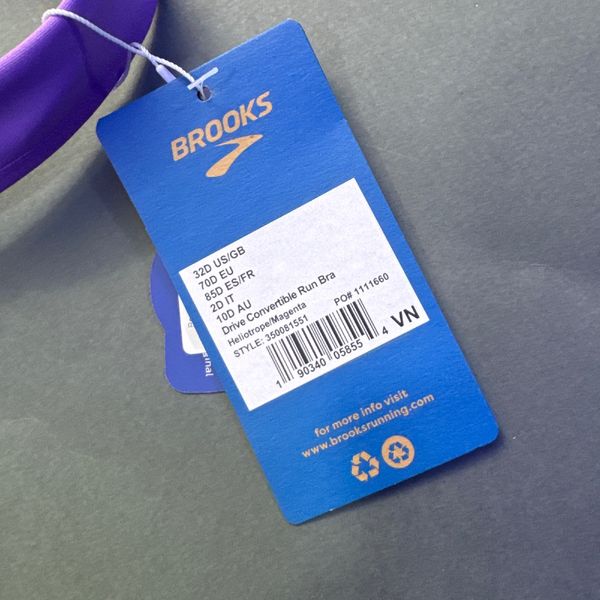 BROOKS
32D US/GB
70D EU
85D ES/FR
2D IT
10D AU
Drive Convertible Run Bra
Heliotrope/Magenta
STYLE: 350081551 PO# 1111660
1 90340 05855 4 VN
for more info visit
www.brooksrunning.com